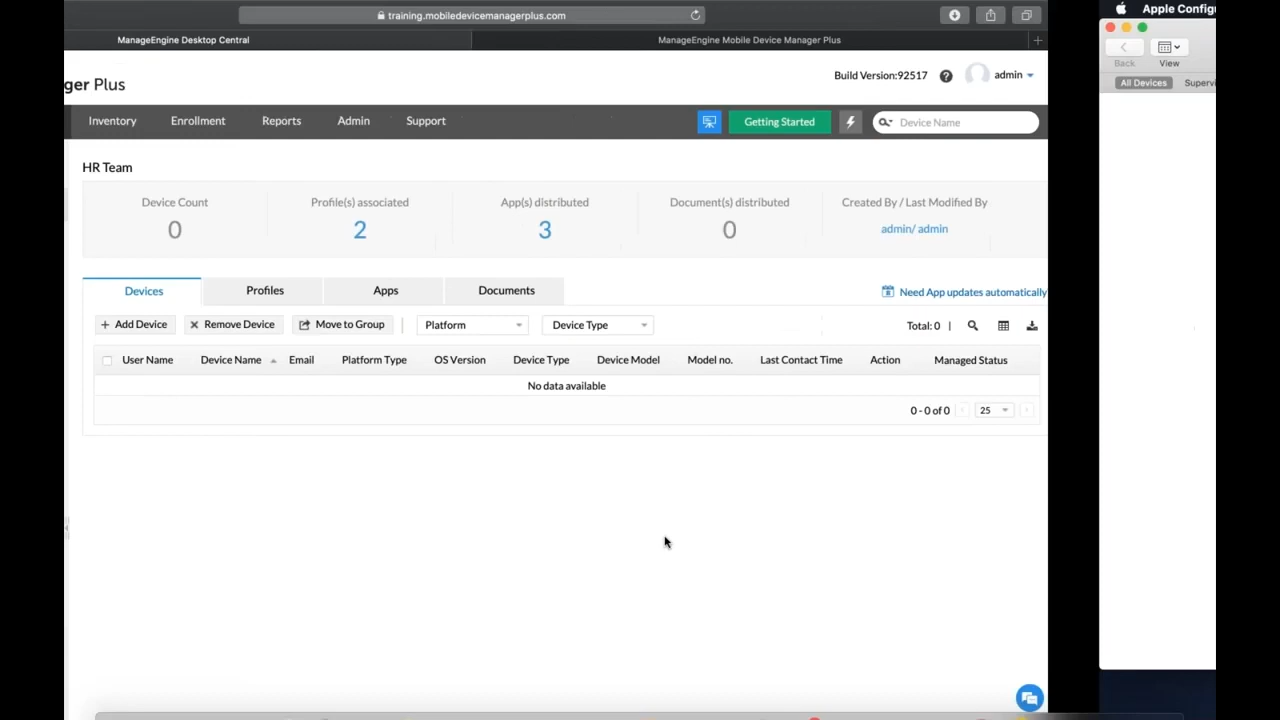 training.mobiledevicemanagerplus.com
ManageEngine Desktop Central
ManageEngine Mobile Device Manager Plus
ger Plus
Build Version:92517
? admin
Inventory Enrollment Reports Admin Support
Getting Started
Device Name
HR Team
Device Count Profile(s) associated App(s) distributed Document(s) distributed Created By / Last Modified By
0 2 3 0 admin/ admin
Devices Profiles Apps Documents
Need App updates automatically
+ Add Device Remove Device Move to Group Platform Device Type Total: 0
User Name Device Name Email Platform Type OS Version Device Type Device Model Model no. Last Contact Time Action Managed Status
No data available
0 - 0 of 0 25
Apple Config
Back View
All Devices Supervi